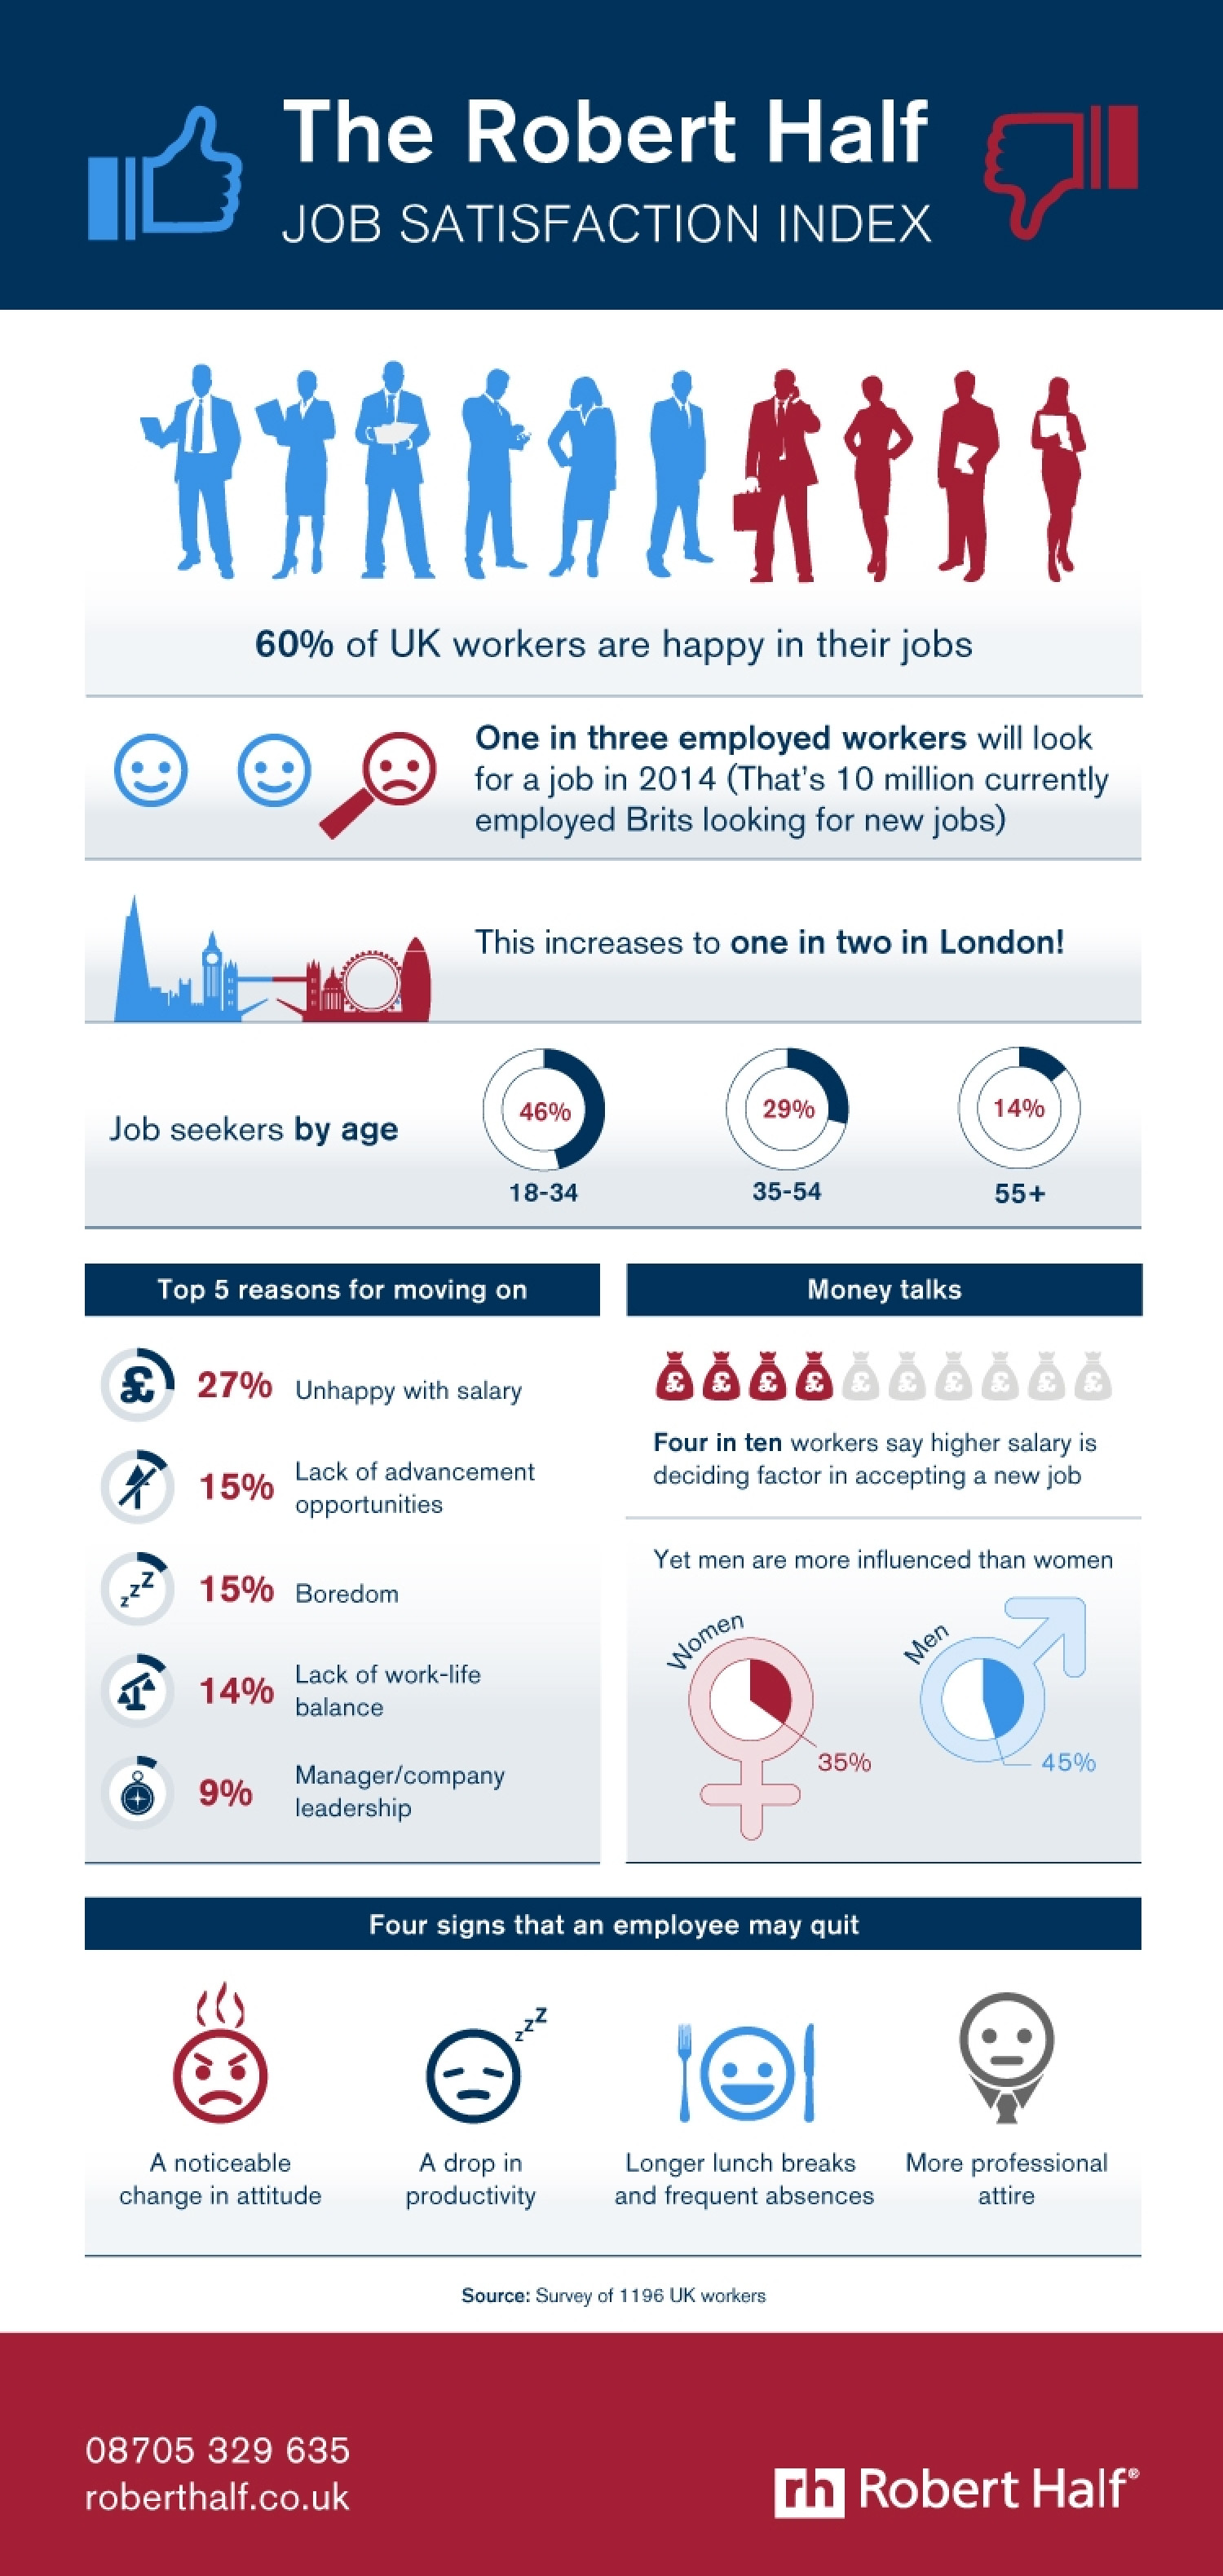 The Robert Half
JOB SATISFACTION INDEX
60% of UK workers are happy in their jobs
One in three employed workers will look
for a job in 2014 (That's 10 million currently
employed Brits looking for new jobs)
This increases to one in two in London!
Job seekers by age
46%
18-34
29%
35-54
14%
55+
Top 5 reasons for moving on
£
27%
Unhappy with salary
15%
Lack of advancement
opportunities
zzZ
15%
Boredom
14%
Lack of work-life
balance
9%
Manager/company
leadership
Money talks
£ £ £ £ £ £ £ £ £ £
Four in ten workers say higher salary is
deciding factor in accepting a new job
Yet men are more influenced than women
Women
35%
Men
45%
Four signs that an employee may quit
A noticeable
change in attitude
zzZ
A drop in
productivity
Longer lunch breaks
and frequent absences
More professional
attire
Source: Survey of 1196 UK workers
08705 329 635
roberthalf.co.uk
rh Robert Half®